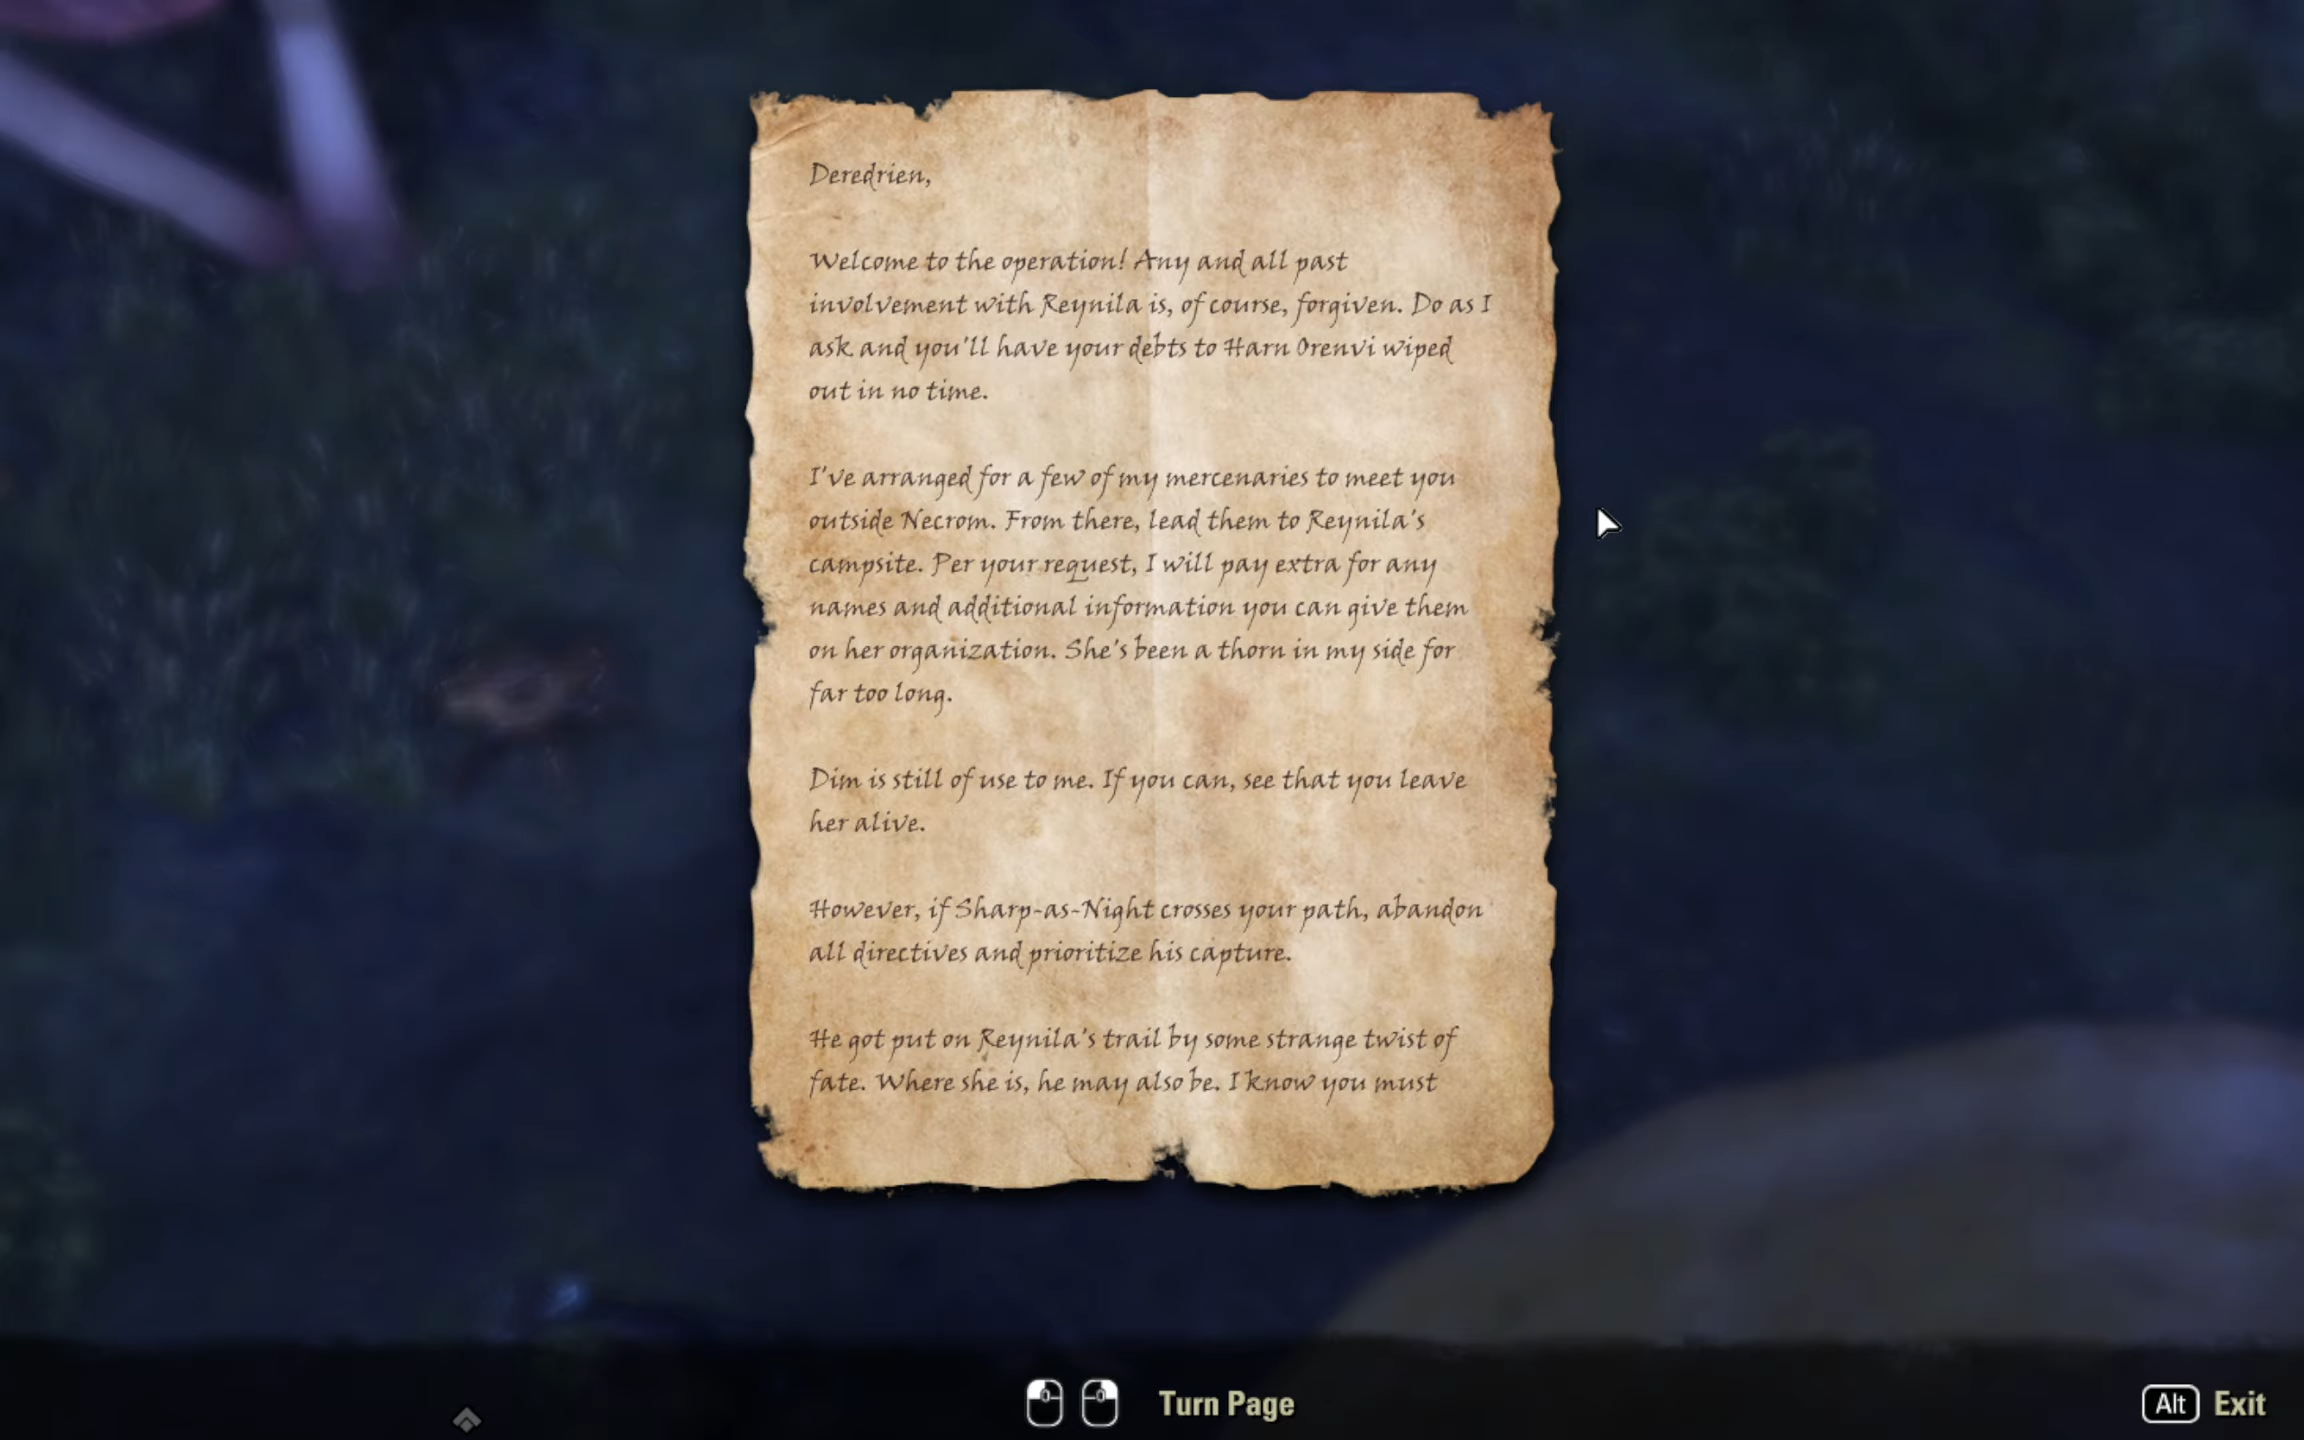 Deredrien,
Welcome to the operation! Any and all past
involvement with Reynila is, of course, forgiven. Do as I
ask and you'll have your debts to Harn Orenvi wiped
out in no time.
I've arranged for a few of my mercenaries to meet you
outside Necrom. From there, lead them to Reynila's
campsite. Per your request, I will pay extra for any
names and additional information you can give them
on her organization. She's been a thorn in my side for
far too long.
Dim is still of use to me. If you can, see that you leave
her alive.
However, if Sharp-as-Night crosses your path, abandon
all directives and prioritize his capture.
He got put on Reynila's trail by some strange twist of
fate. Where she is, he may also be. I know you must
Turn Page
Alt Exit